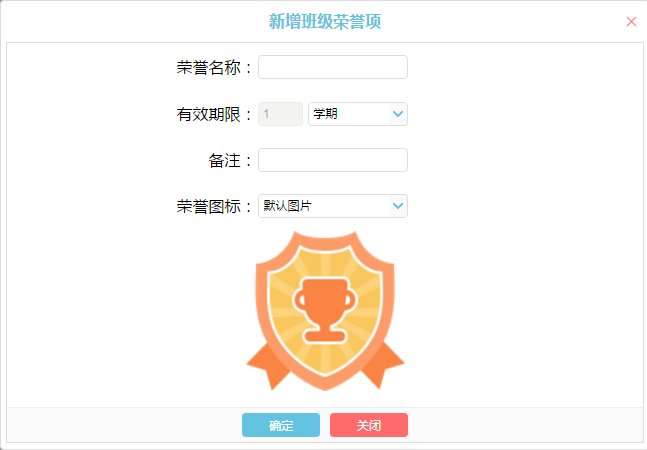 新增班级荣誉项
荣誉名称：
有效期限： 1 学期
备注：
荣誉图标： 默认图片
确定 关闭